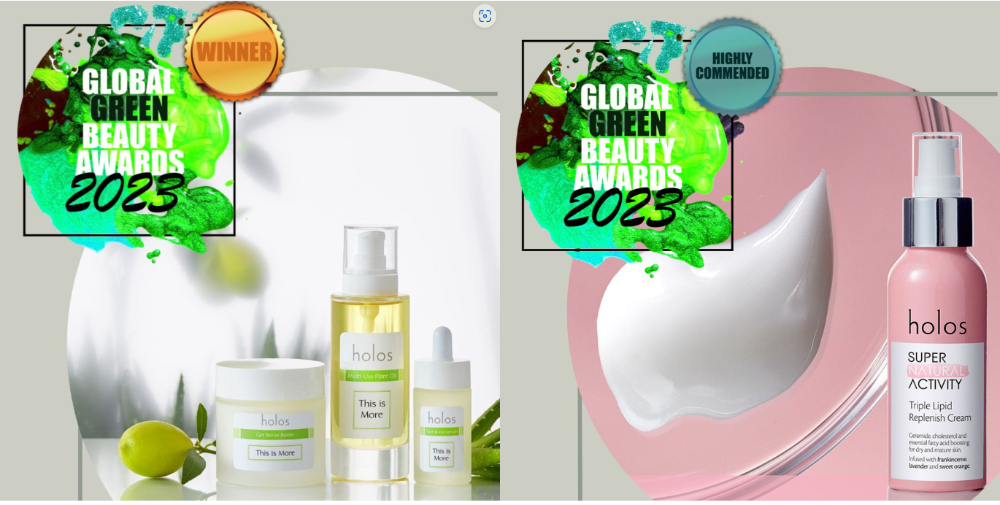 WINNER
GLOBAL
GREEN
BEAUTY
AWARDS
2023
holos
Multi-Use Plant Oil
This is
More
holos
Get Better Butter
This is More
holos
face & eye serum
This is
More
HIGHLY
COMMENDED
GLOBAL
GREEN
BEAUTY
AWARDS
2023
holos
SUPER
NATURAL
ACTIVITY
Triple Lipid
Replenish Cream
Ceramide, cholesterol and
essential fatty acid boosting
for dry and mature skin.
Infused with frankincense,
lavender and sweet orange.